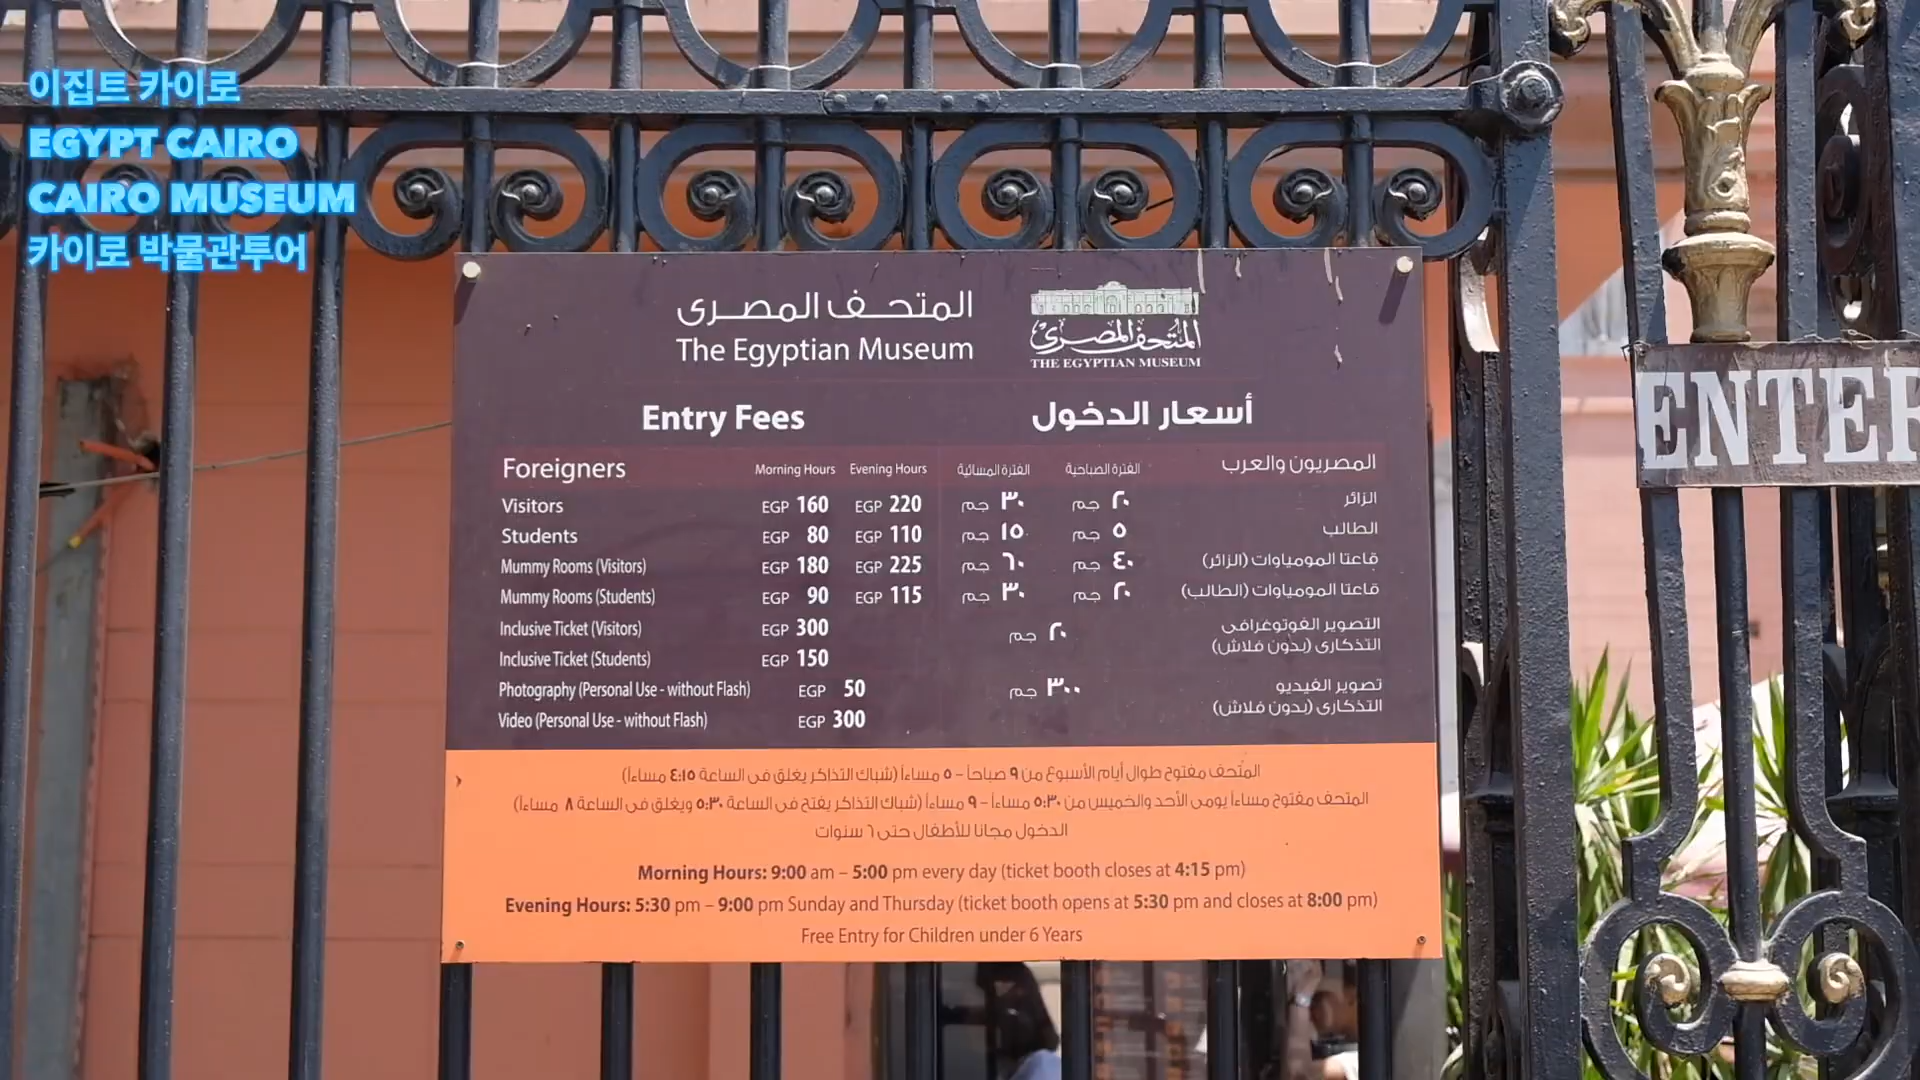 이집트 카이로
EGYPT CAIRO
CAIRO MUSEUM
카이로 박물관투어
المتحف المصرى
The Egyptian Museum
المتحف المصرى
THE EGYPTIAN MUSEUM
ENTER
Entry Fees
أسعار الدخول
Foreigners Morning Hours Evening Hours
Visitors EGP 160 EGP 220
Students EGP 80 EGP 110
Mummy Rooms (Visitors) EGP 180 EGP 225
Mummy Rooms (Students) EGP 90 EGP 115
Inclusive Ticket (Visitors) EGP 300
Inclusive Ticket (Students) EGP 150
Photography (Personal Use - without Flash) EGP 50
Video (Personal Use - without Flash) EGP 300
المصريون والعرب الفترة الصباحية الفترة المسائية
الزائر ٢٠ جم ٣٠ جم
الطالب ٥ جم ١٥ جم
قاعتا المومياوات (الزائر) ٤٠ جم ٦٠ جم
قاعتا المومياوات (الطالب) ٢٠ جم ٣٠ جم
التصوير الفوتوغرافى
التذكارى (بدون فلاش) ٢٠ جم
تصوير الفيديو
التذكارى (بدون فلاش) ٣٠٠ جم
المتحف مفتوح طوال أيام الأسبوع من ٩ صباحاً – ٥ مساءاً (شباك التذاكر يغلق فى الساعة ٤:١٥ مساءاً)
المتحف مفتوح مساءاً يومى الأحد والخميس من ٥:٣٠ مساءاً – ٩ مساءاً (شباك التذاكر يفتح فى الساعة ٥:٣٠ ويغلق فى الساعة ٨ مساءاً)
الدخول مجانا للأطفال حتى ٦ سنوات
Morning Hours: 9:00 am – 5:00 pm every day (ticket booth closes at 4:15 pm)
Evening Hours: 5:30 pm – 9:00 pm Sunday and Thursday (ticket booth opens at 5:30 pm and closes at 8:00 pm)
Free Entry for Children under 6 Years